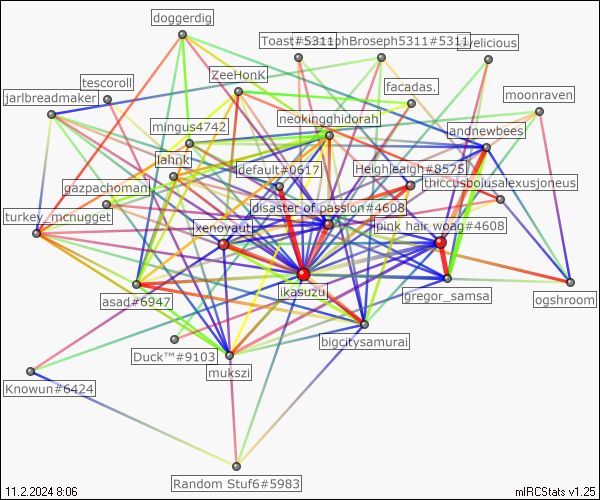 doggerdig
Toast#5311
ephBroseph5311#5311
velicious
tescoroll
ZeeHonK
facadas.
jarlbreadmaker
moonraven
mingus4742
neokingghidorah
landnewbees
lahnk
default#0617
Heighleaigh#8575
gazpachoman
thiccusboiusalexusjoneus
turkey_mcnugget
xenoyaut
disaster of passion#4608
pink hair woag#4608
asad#6947
ikasuzu
gregor_samsa
ogshroom
Duck™#9103
bigcitysamurai
mukszi
Knowun#6424
Random Stuf6#5983
11.2.2024 8:06
mIRCStats v1.25